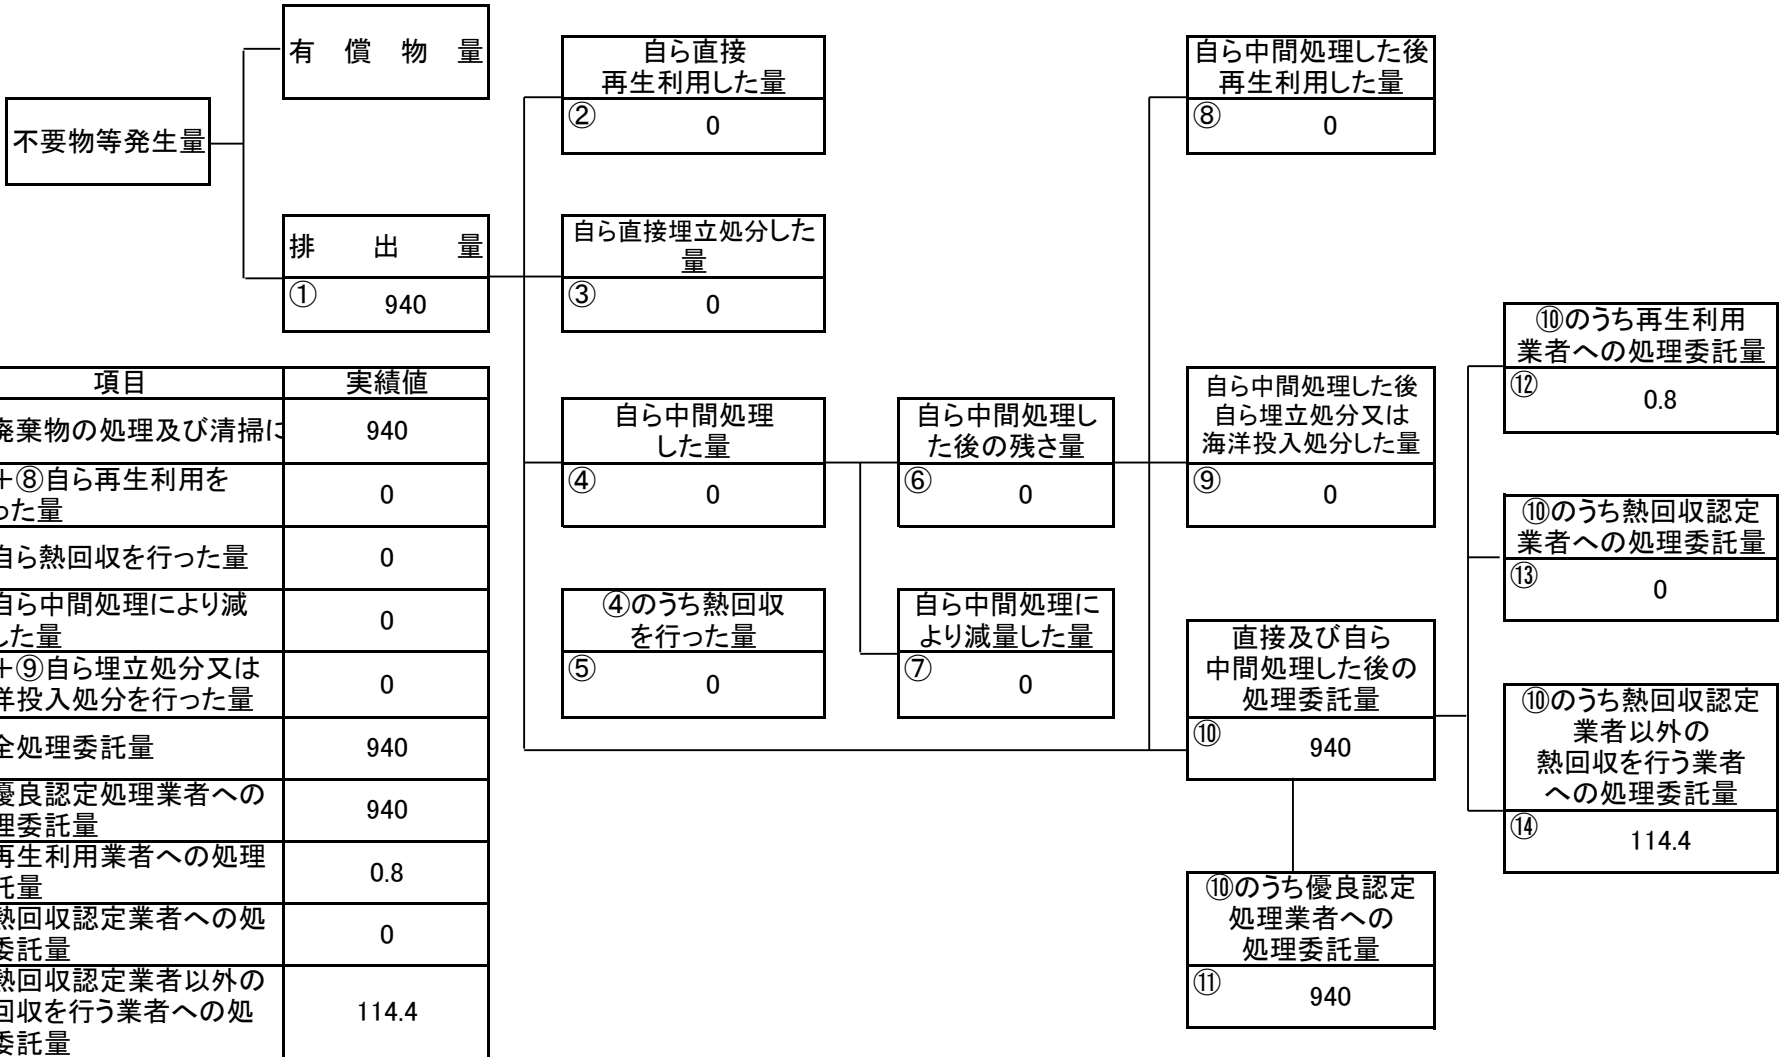 有償物量
不要物等発生量
排出量
①
940
自ら直接
再生利用した量
②
0
自ら直接埋立処分した
量
③
0
自ら中間処理
した量
④
0
④のうち熱回収
を行った量
⑤
0
自ら中間処理し
た後の残さ量
⑥
0
自ら中間処理に
より減量した量
⑦
0
自ら中間処理した後
再生利用した量
⑧
0
自ら中間処理した後
自ら埋立処分又は
海洋投入処分した量
⑨
0
直接及び自ら
中間処理した後の
処理委託量
⑩
940
⑩のうち優良認定
処理業者への
処理委託量
⑪
940
⑩のうち再生利用
業者への処理委託量
⑫
0.8
⑩のうち熱回収認定
業者への処理委託量
⑬
0
⑩のうち熱回収認定
業者以外の
熱回収を行う業者
への処理委託量
⑭
114.4
項目 実績値
廃棄物の処理及び清掃に 940
+⑧自ら再生利用を
った量
0
自ら熱回収を行った量 0
自ら中間処理により減
した量
0
+⑨自ら埋立処分又は
洋投入処分を行った量
0
全処理委託量 940
優良認定処理業者への
理委託量
940
再生利用業者への処理
託量
0.8
熱回収認定業者への処
委託量
0
熱回収認定業者以外の
回収を行う業者への処
委託量
114.4